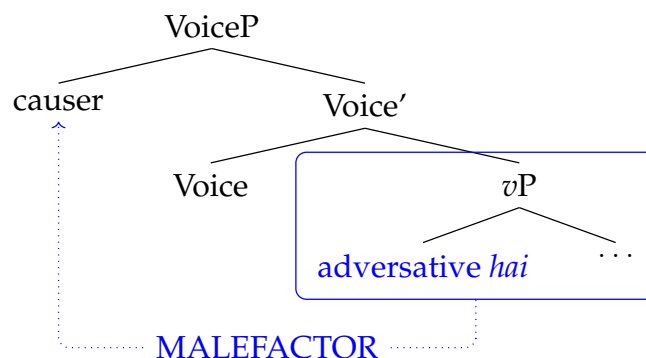 VoiceP
causer Voice’
Voice vP
adversative hai ...
MALEFACTOR